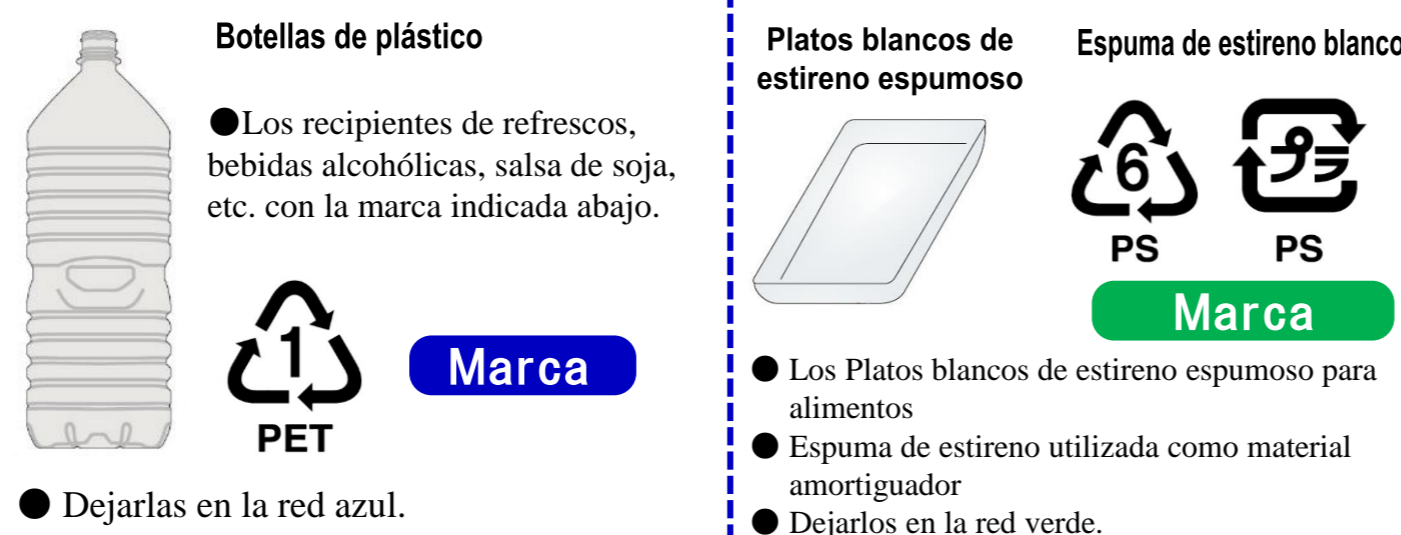 Botellas de plástico
●Los recipientes de refrescos,
bebidas alcohólicas, salsa de soja,
etc. con la marca indicada abajo.
1
PET
Marca
● Dejarlas en la red azul.
Platos blancos de
estireno espumoso
Espuma de estireno blanco
6
PS
プラ
PS
Marca
● Los Platos blancos de estireno espumoso para
alimentos
● Espuma de estireno utilizada como material
amortiguador
● Dejarlos en la red verde.